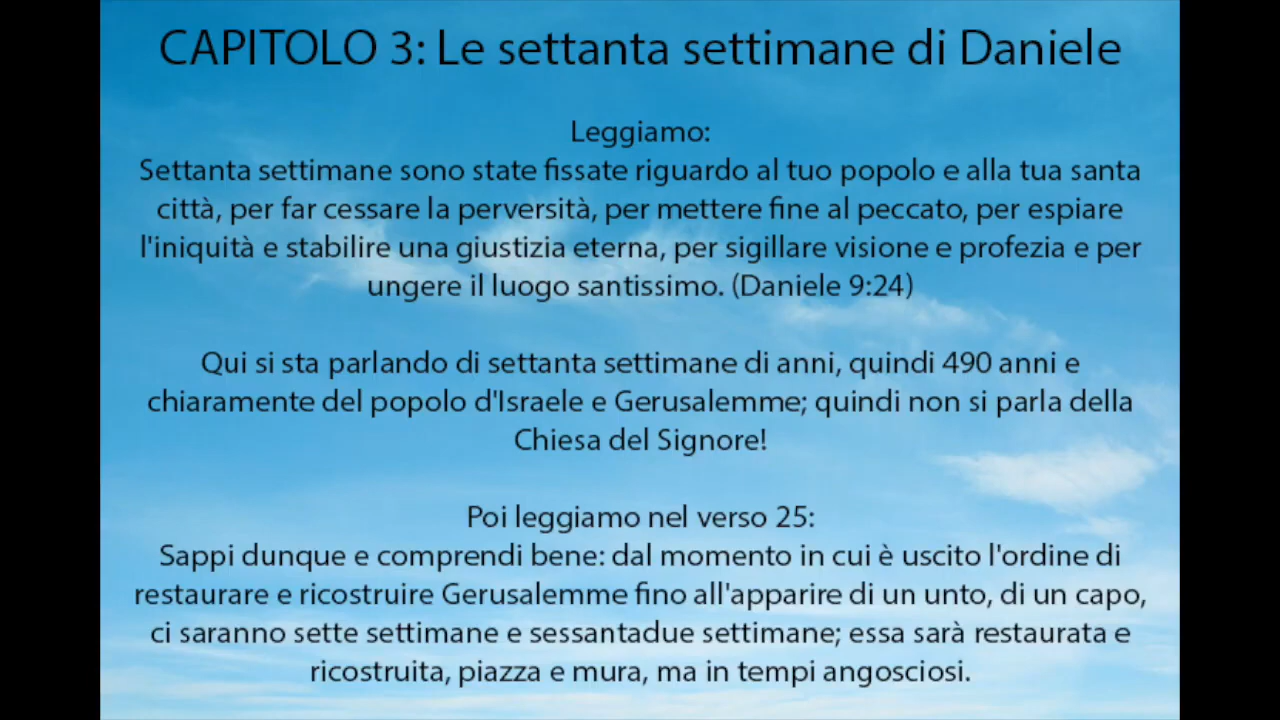 CAPITOLO 3: Le settanta settimane di Daniele
Leggiamo:
Settanta settimane sono state fissate riguardo al tuo popolo e alla tua santa
città, per far cessare la perversità, per mettere fine al peccato, per espiare
l'iniquità e stabilire una giustizia eterna, per sigillare visione e profezia e per
ungere il luogo santissimo. (Daniele 9:24)
Qui si sta parlando di settanta settimane di anni, quindi 490 anni e
chiaramente del popolo d'Israele e Gerusalemme; quindi non si parla della
Chiesa del Signore!
Poi leggiamo nel verso 25:
Sappi dunque e comprendi bene: dal momento in cui è uscito l'ordine di
restaurare e ricostruire Gerusalemme fino all'apparire di un unto, di un capo,
ci saranno sette settimane e sessantadue settimane; essa sarà restaurata e
ricostruita, piazza e mura, ma in tempi angosciosi.